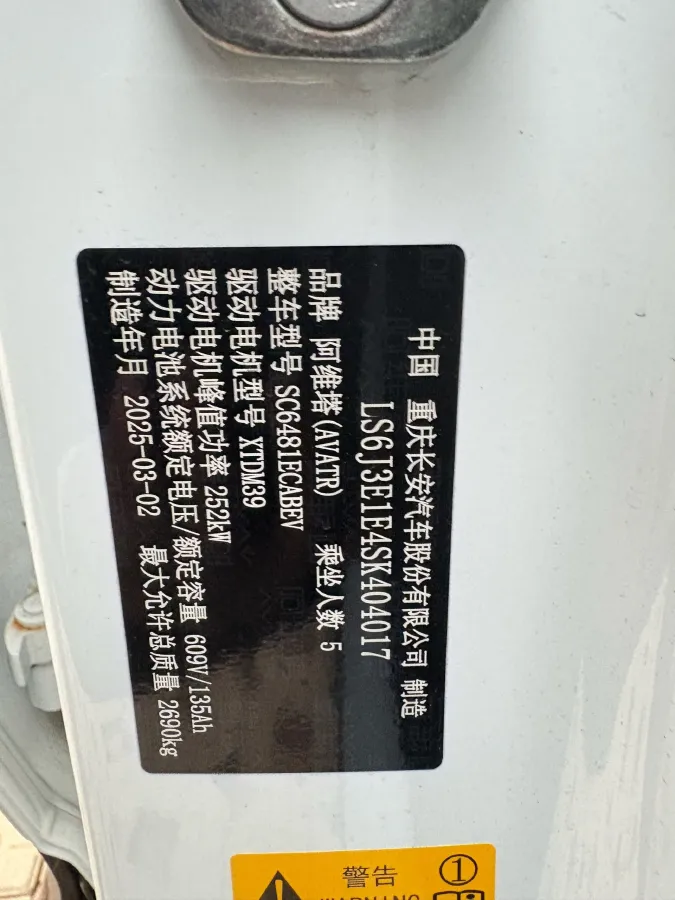 中国 重庆长安汽车股份有限公司 制造
LS6J3E1E4SK404017
品牌 阿维塔(AVATR) 乘坐人数 5
整车型号 SC6481ECABEV
驱动电机型号 XTDM39
驱动电机峰值功率 252kW
动力电池系统额定电压/额定容量 609V/135Ah
制造年月 2025-03-02 最大允许总质量 2690kg
警告 ①
WARNING